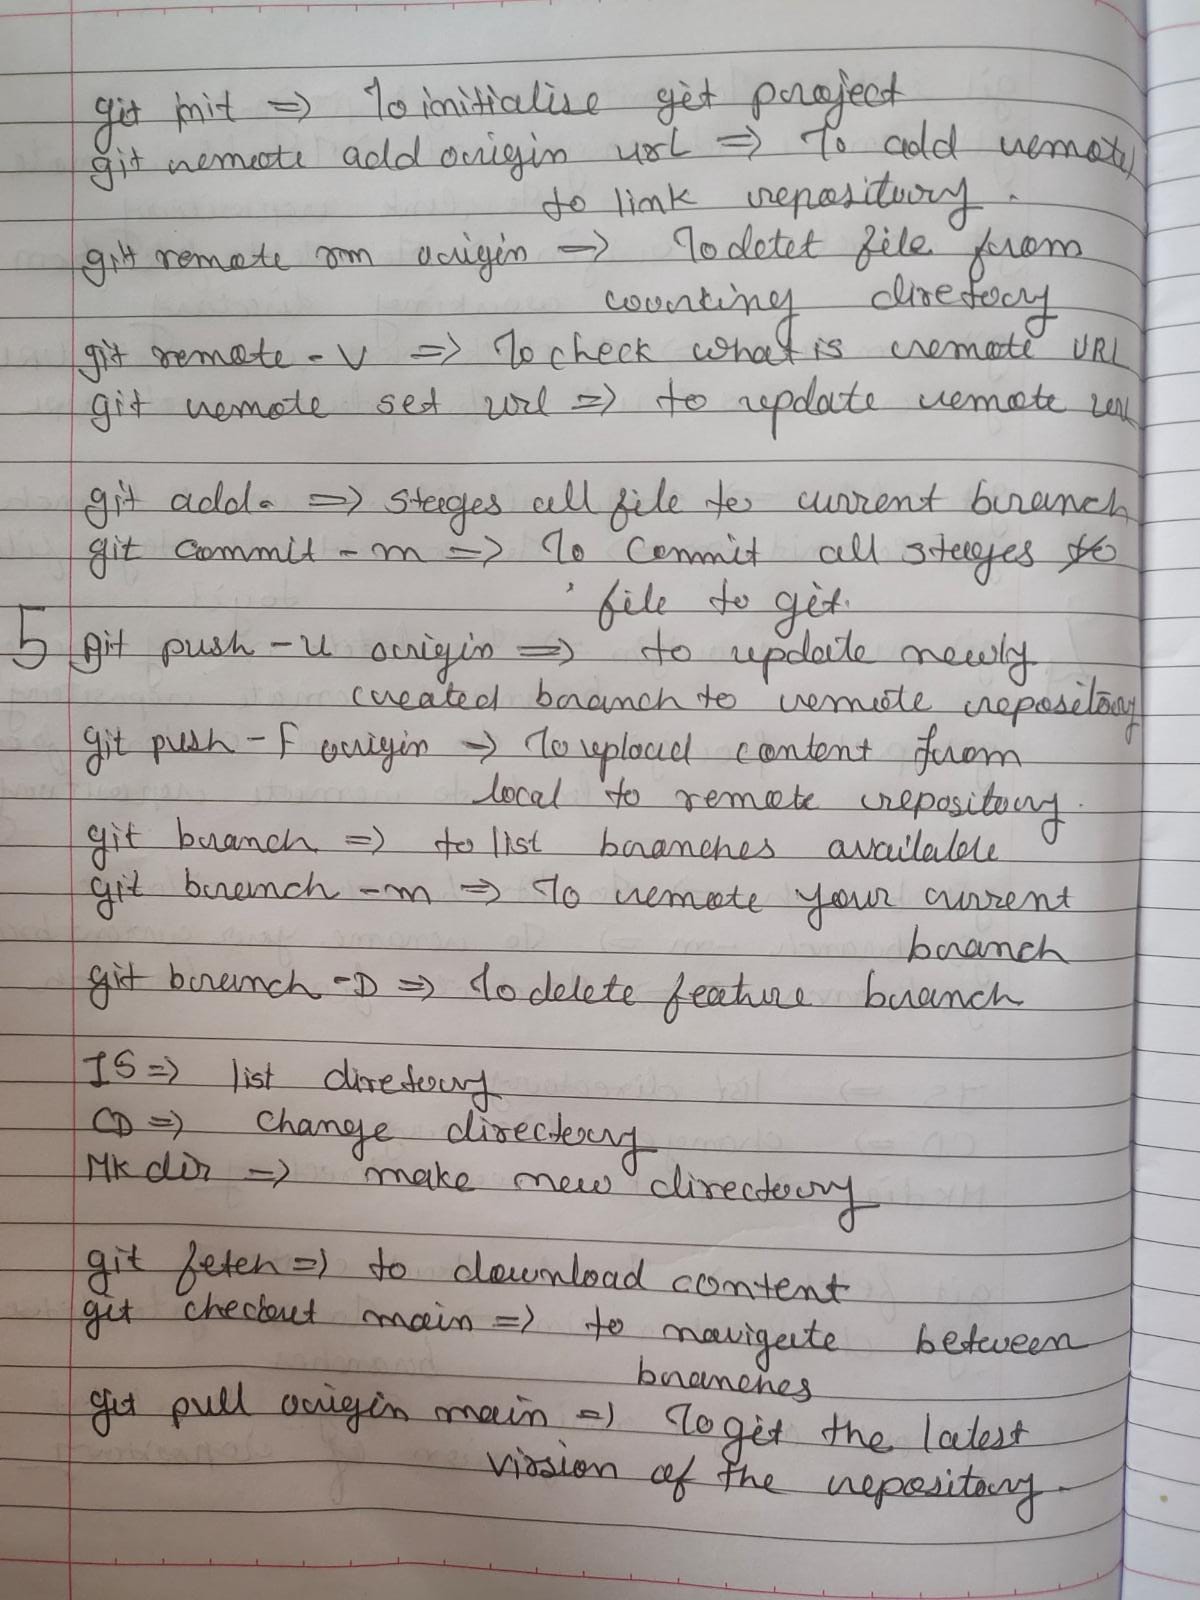 git init => To initialise git project
git remote add origin url => To add remote
to link repository.
git remote rm origin => To detet file from
working diretory
git remote -v => To check what is remote URL
git remote set url => to update remote url
git add. => steges all file to current branch
git commit -m => To commit all steges to
file to git.
5 git push -u origin => to update newly
created branch to remote repository
git push -f origin => To upload content from
local to remote repository.
git branch => to list branches available
git branch -m => To remote your current
branch
git branch -D => To delete feature branch
IS => list diretory
CD => change directory
Mk dir => make new directory
git feteh => to download content
git checkout main => to navigate between
branches
git pull origin main => To get the latest
virsion of the repository.